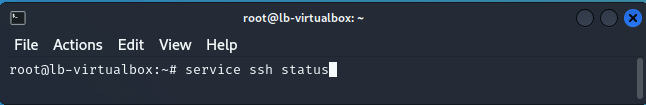 root@lb-virtualbox: ~
File Actions Edit View Help
root@lb-virtualbox:~# service ssh status